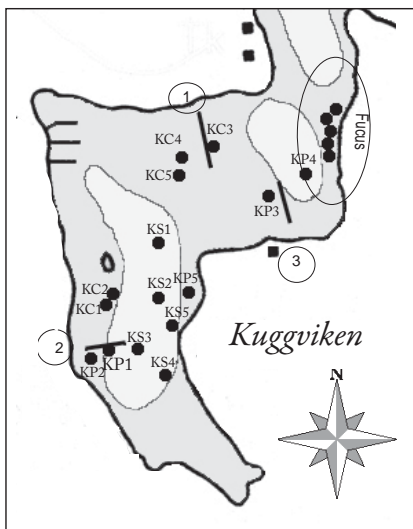 1
KC4
KC3
KC5
Fucus
KP4
KP3
KS1
3
KC2
KS2
KP5
KC1
KS5
Kuggviken
2
KS3
KP2
KP1
KS4
N